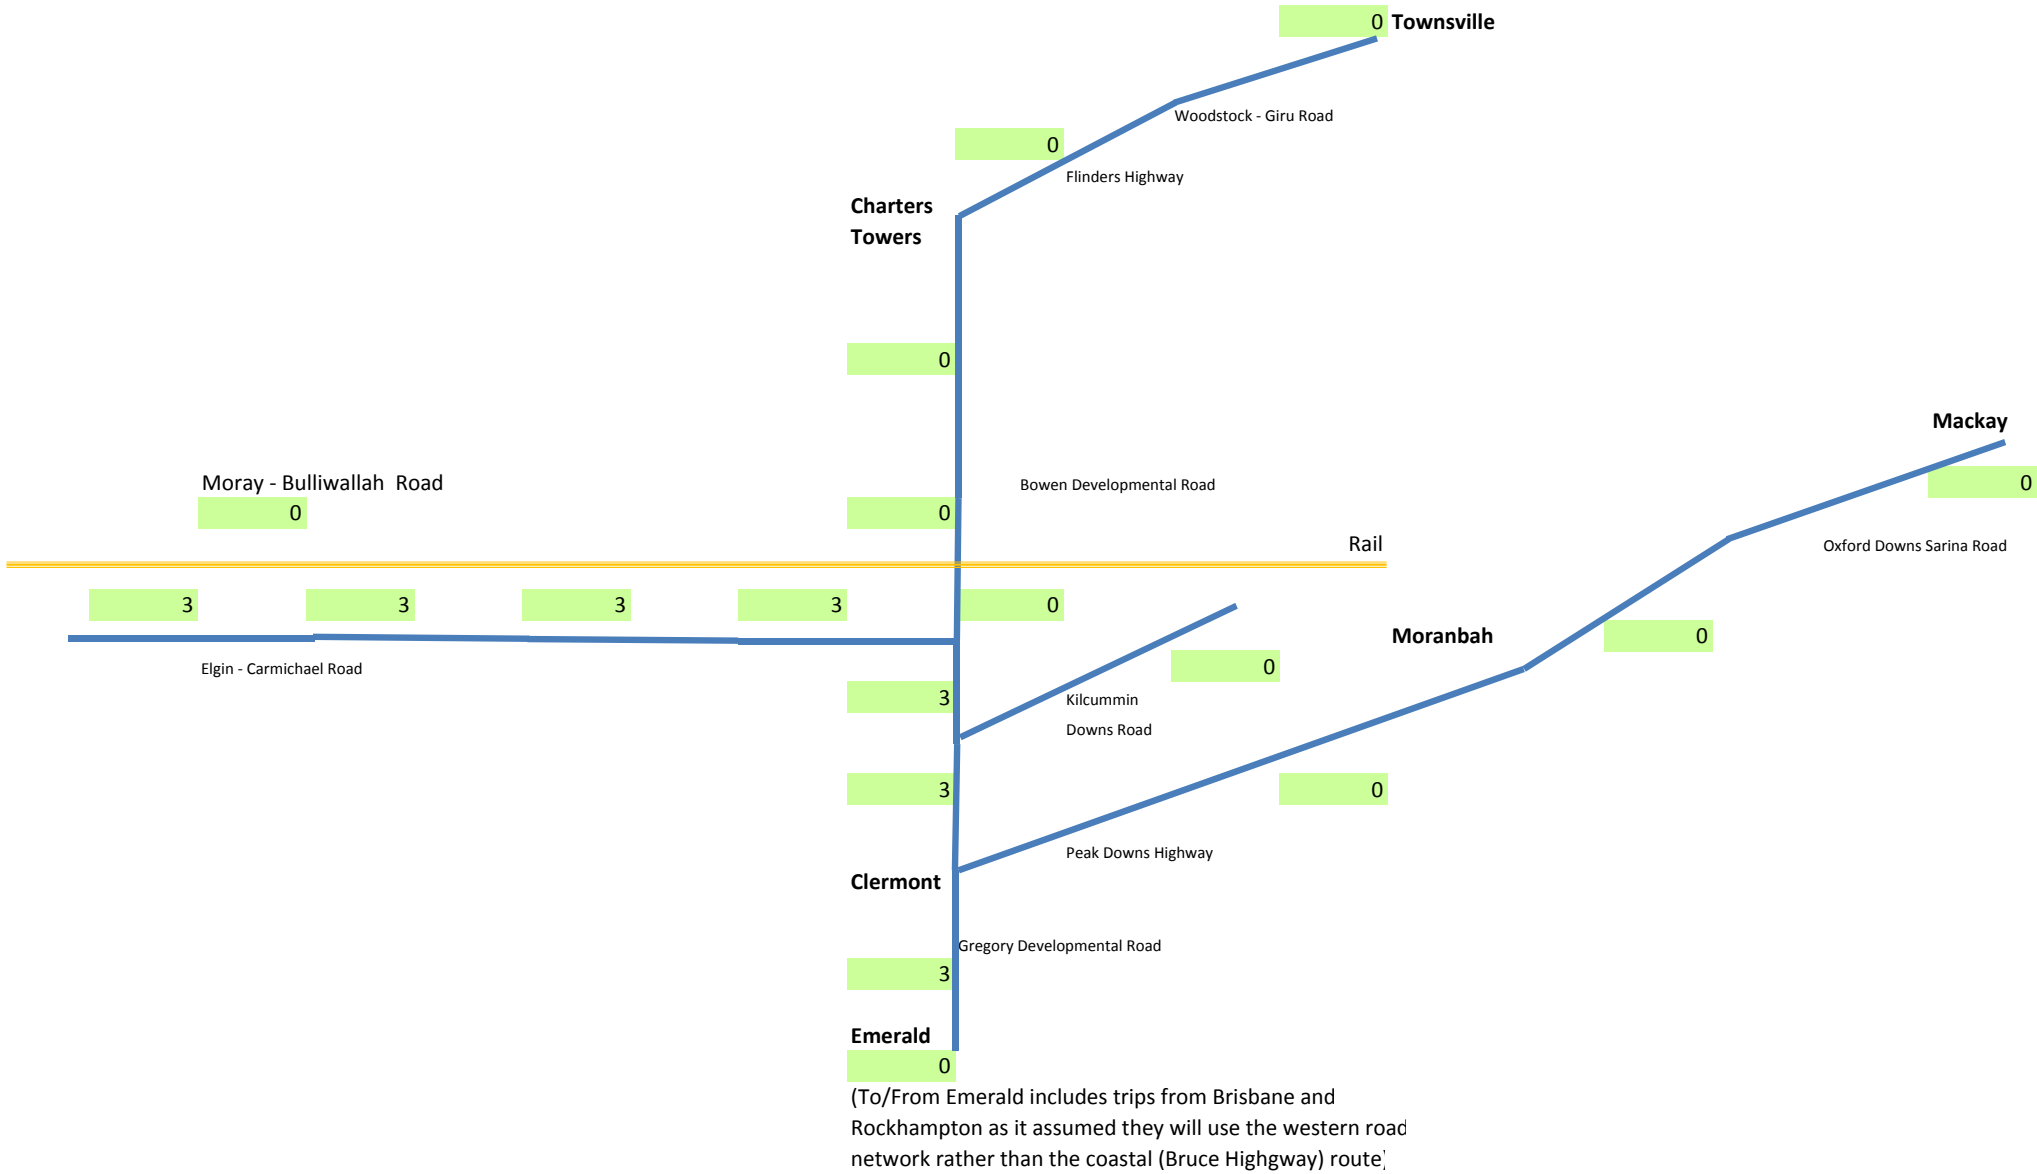 0 Townsville
Woodstock - Giru Road
0
Flinders Highway
Charters
Towers
0
Mackay
Moray - Bulliwallah Road
Bowen Developmental Road
0
0
0
Rail
Oxford Downs Sarina Road
3 3 3 3 0
Moranbah
0
Elgin - Carmichael Road
0
3
Kilcummin
Downs Road
3
0
Peak Downs Highway
Clermont
Gregory Developmental Road
3
Emerald
0
(To/From Emerald includes trips from Brisbane and
Rockhampton as it assumed they will use the western road
network rather than the coastal (Bruce Highgway) route)